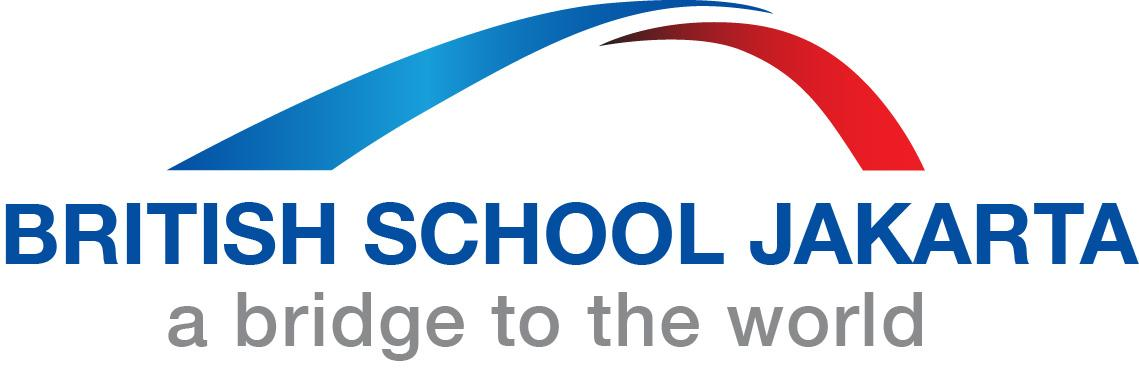 BRITISH SCHOOL JAKARTA
a bridge to the world